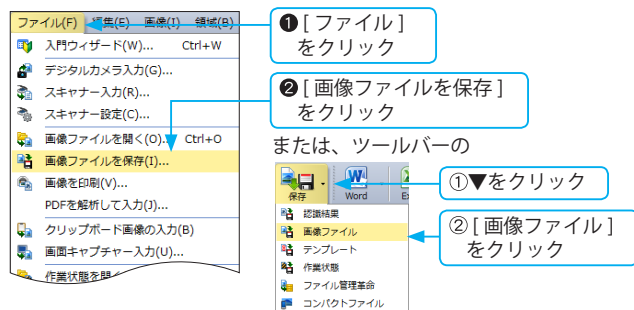 ファイル(F) 編集(E) 画像(I) 領域(R)
入門ウィザード(W)... Ctrl+W
デジタルカメラ入力(G)...
スキャナー入力(R)...
スキャナー設定(C)...
画像ファイルを開く(O)... Ctrl+O
画像ファイルを保存(I)...
画像を印刷(V)...
PDFを解析して入力(J)...
クリップボード画像の入力(B)
画面キャプチャー入力(U)...
作業状態を開く
❶[ファイル]
をクリック
❷[画像ファイルを保存]
をクリック
または、ツールバーの
保存 Word
認識結果
画像ファイル
テンプレート
作業状態
ファイル管理革命
コンパクトファイル
①▼をクリック
②[画像ファイル]
をクリック